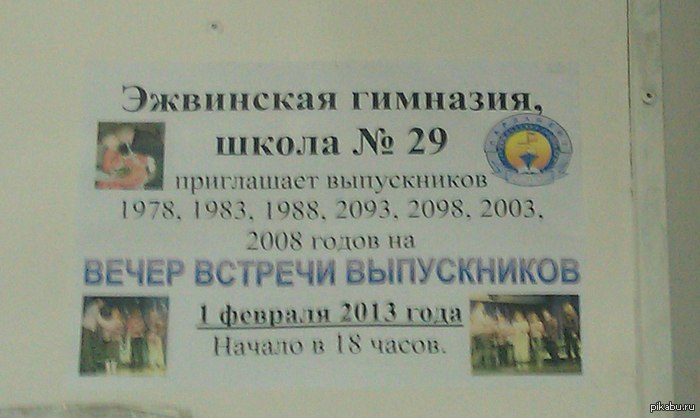 Эжвинская гимназия,
школа № 29
приглашает выпускников
1978, 1983, 1988, 2093, 2098, 2003,
2008 годов на
ВЕЧЕР ВСТРЕЧИ ВЫПУСКНИКОВ
1 февраля 2013 года
Начало в 18 часов.
pikabu.ru